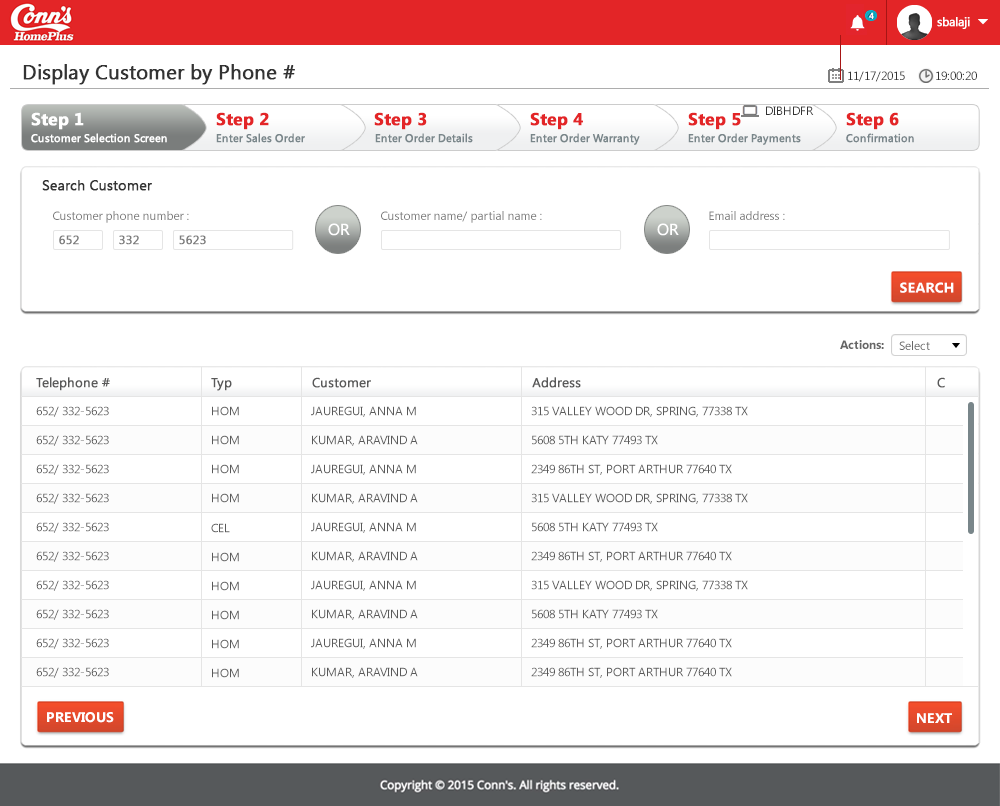 Conn's
HomePlus
4
sbalaji
Display Customer by Phone #
11/17/2015
19:00:20
DIBHDFR
Step 1
Customer Selection Screen
Step 2
Enter Sales Order
Step 3
Enter Order Details
Step 4
Enter Order Warranty
Step 5
Enter Order Payments
Step 6
Confirmation
Search Customer
Customer phone number :
652 332 5623
OR
Customer name/ partial name :
OR
Email address :
SEARCH
Actions: Select
Telephone # Typ Customer Address C
652/ 332-5623 HOM JAUREGUI, ANNA M 315 VALLEY WOOD DR, SPRING, 77338 TX
652/ 332-5623 HOM KUMAR, ARAVIND A 5608 5TH KATY 77493 TX
652/ 332-5623 HOM JAUREGUI, ANNA M 2349 86TH ST, PORT ARTHUR 77640 TX
652/ 332-5623 HOM KUMAR, ARAVIND A 315 VALLEY WOOD DR, SPRING, 77338 TX
652/ 332-5623 CEL JAUREGUI, ANNA M 5608 5TH KATY 77493 TX
652/ 332-5623 HOM KUMAR, ARAVIND A 2349 86TH ST, PORT ARTHUR 77640 TX
652/ 332-5623 HOM JAUREGUI, ANNA M 315 VALLEY WOOD DR, SPRING, 77338 TX
652/ 332-5623 HOM KUMAR, ARAVIND A 5608 5TH KATY 77493 TX
652/ 332-5623 HOM JAUREGUI, ANNA M 2349 86TH ST, PORT ARTHUR 77640 TX
652/ 332-5623 HOM KUMAR, ARAVIND A 2349 86TH ST, PORT ARTHUR 77640 TX
PREVIOUS
NEXT
Copyright © 2015 Conn's. All rights reserved.